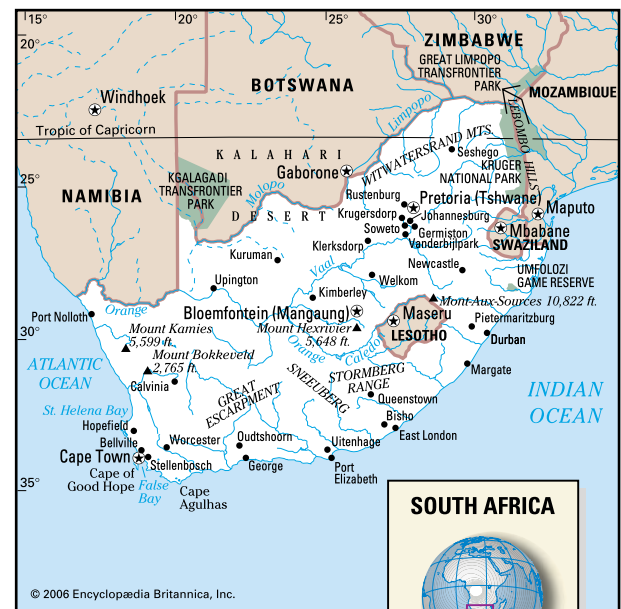 15°
20°
25°
30°
20°
ZIMBABWE
GREAT LIMPOPO
TRANSFRONTIER
PARK
BOTSWANA
MOZAMBIQUE
Windhoek
Limpopo
LEBOMBO HILLS
Tropic of Capricorn
WITWATERSRAND MTS.
Seshego
KALAHARI
KRUGER
NATIONAL PARK
Gaborone
25°
KGALAGADI
TRANSFRONTIER
PARK
Molopo
NAMIBIA
Rustenburg
Pretoria (Tshwane)
Maputo
DESERT
Krugersdorp
Johannesburg
Soweto
Germiston
Mbabane
Klerksdorp
Vanderbijlpark
SWAZILAND
Kuruman
Vaal
Newcastle
UMFOLOZI
GAME RESERVE
Upington
Welkom
Kimberley
Mont Aux-Sources 10,822 ft.
Port Nolloth
Orange
Bloemfontein (Mangaung)
Maseru
Pietermaritzburg
30°
Mount Kamies
5,599 ft.
Mount Hexrivier
5,648 ft.
LESOTHO
Durban
Orange
Caledon
ATLANTIC
OCEAN
Mount Bokkeveld
2,765 ft.
Margate
Calvinia
GREAT
ESCARPMENT
SNEEUBERG
STORMBERG
RANGE
INDIAN
OCEAN
Queenstown
St. Helena Bay
Bisho
Hopefield
East London
Bellville
Worcester
Oudtshoorn
Uitenhage
Cape Town
Stellenbosch
George
Port
Elizabeth
Cape of
Good Hope
False
Bay
Cape
Agulhas
35°
SOUTH AFRICA
© 2006 Encyclopædia Britannica, Inc.